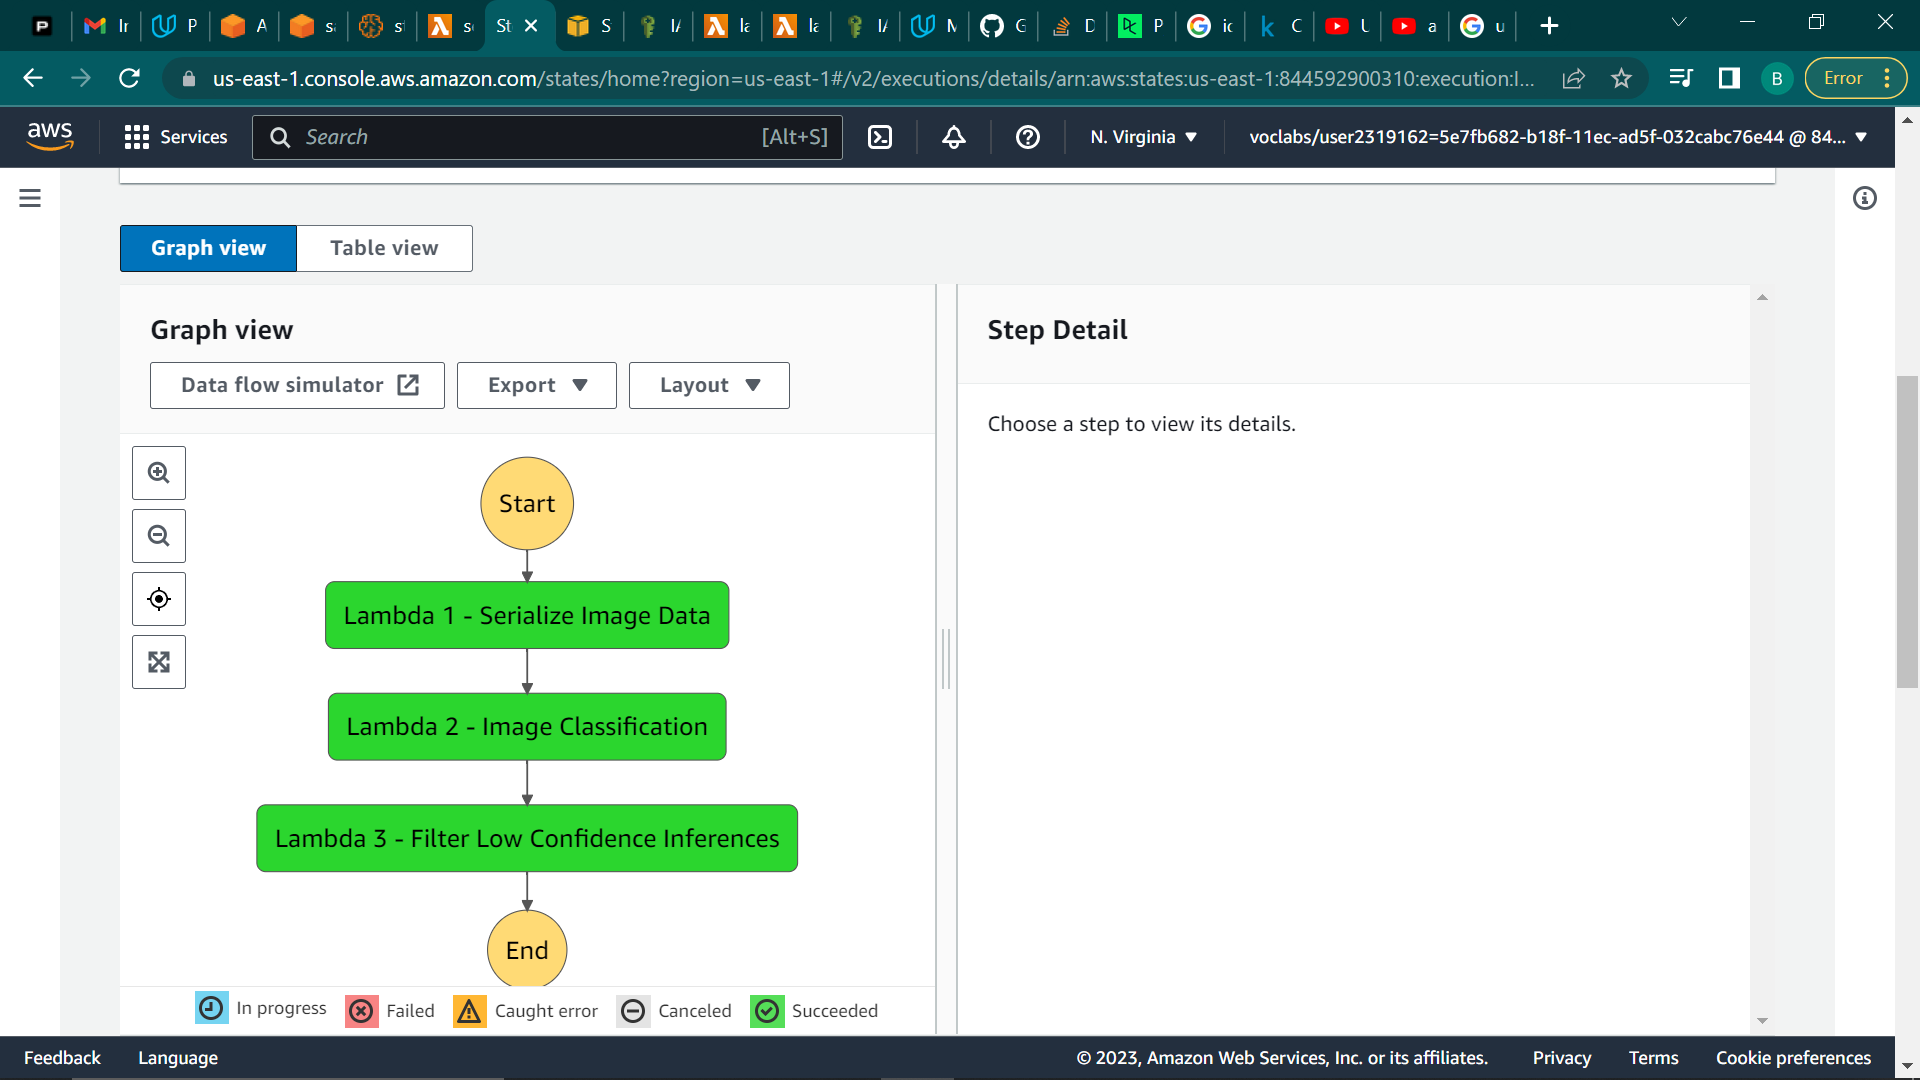 Ir
P
A
s
s
s
St
S
IA
la
la
IA
M
G
D
P
ic
C
L
a
u
us-east-1.console.aws.amazon.com/states/home?region=us-east-1#/v2/executions/details/arn:aws:states:us-east-1:844592900310:execution:l...
B
Error
aws
Services
Search
[Alt+S]
N. Virginia
voclabs/user2319162=5e7fb682-b18f-11ec-ad5f-032cabc76e44 @ 84...
Graph view
Table view
Graph view
Data flow simulator
Export
Layout
Step Detail
Choose a step to view its details.
Start
Lambda 1 - Serialize Image Data
Lambda 2 - Image Classification
Lambda 3 - Filter Low Confidence Inferences
End
In progress
Failed
Caught error
Canceled
Succeeded
Feedback
Language
© 2023, Amazon Web Services, Inc. or its affiliates.
Privacy
Terms
Cookie preferences